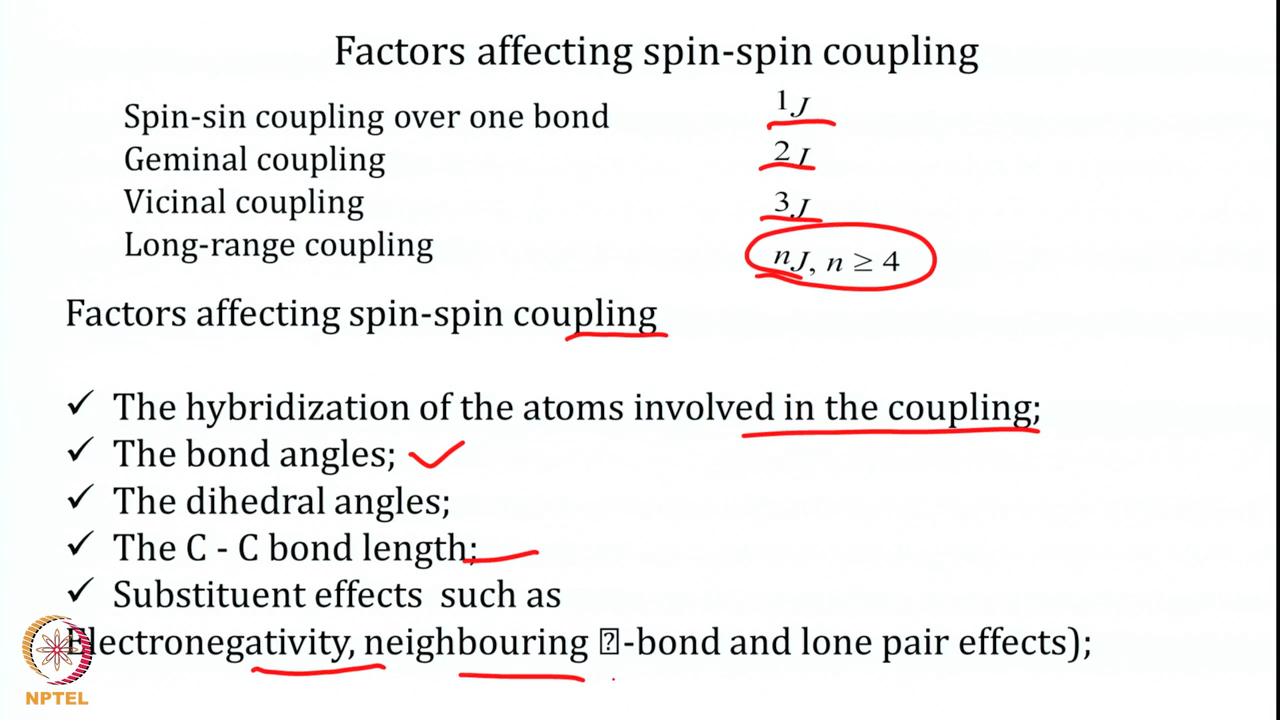 Factors affecting spin-spin coupling
Spin-sin coupling over one bond 1J
Geminal coupling 2J
Vicinal coupling 3J
Long-range coupling nJ, n ≥ 4
Factors affecting spin-spin coupling
✓ The hybridization of the atoms involved in the coupling;
✓ The bond angles;
✓ The dihedral angles;
✓ The C - C bond length;
✓ Substituent effects such as
Electronegativity, neighbouring ⍰-bond and lone pair effects);
NPTEL